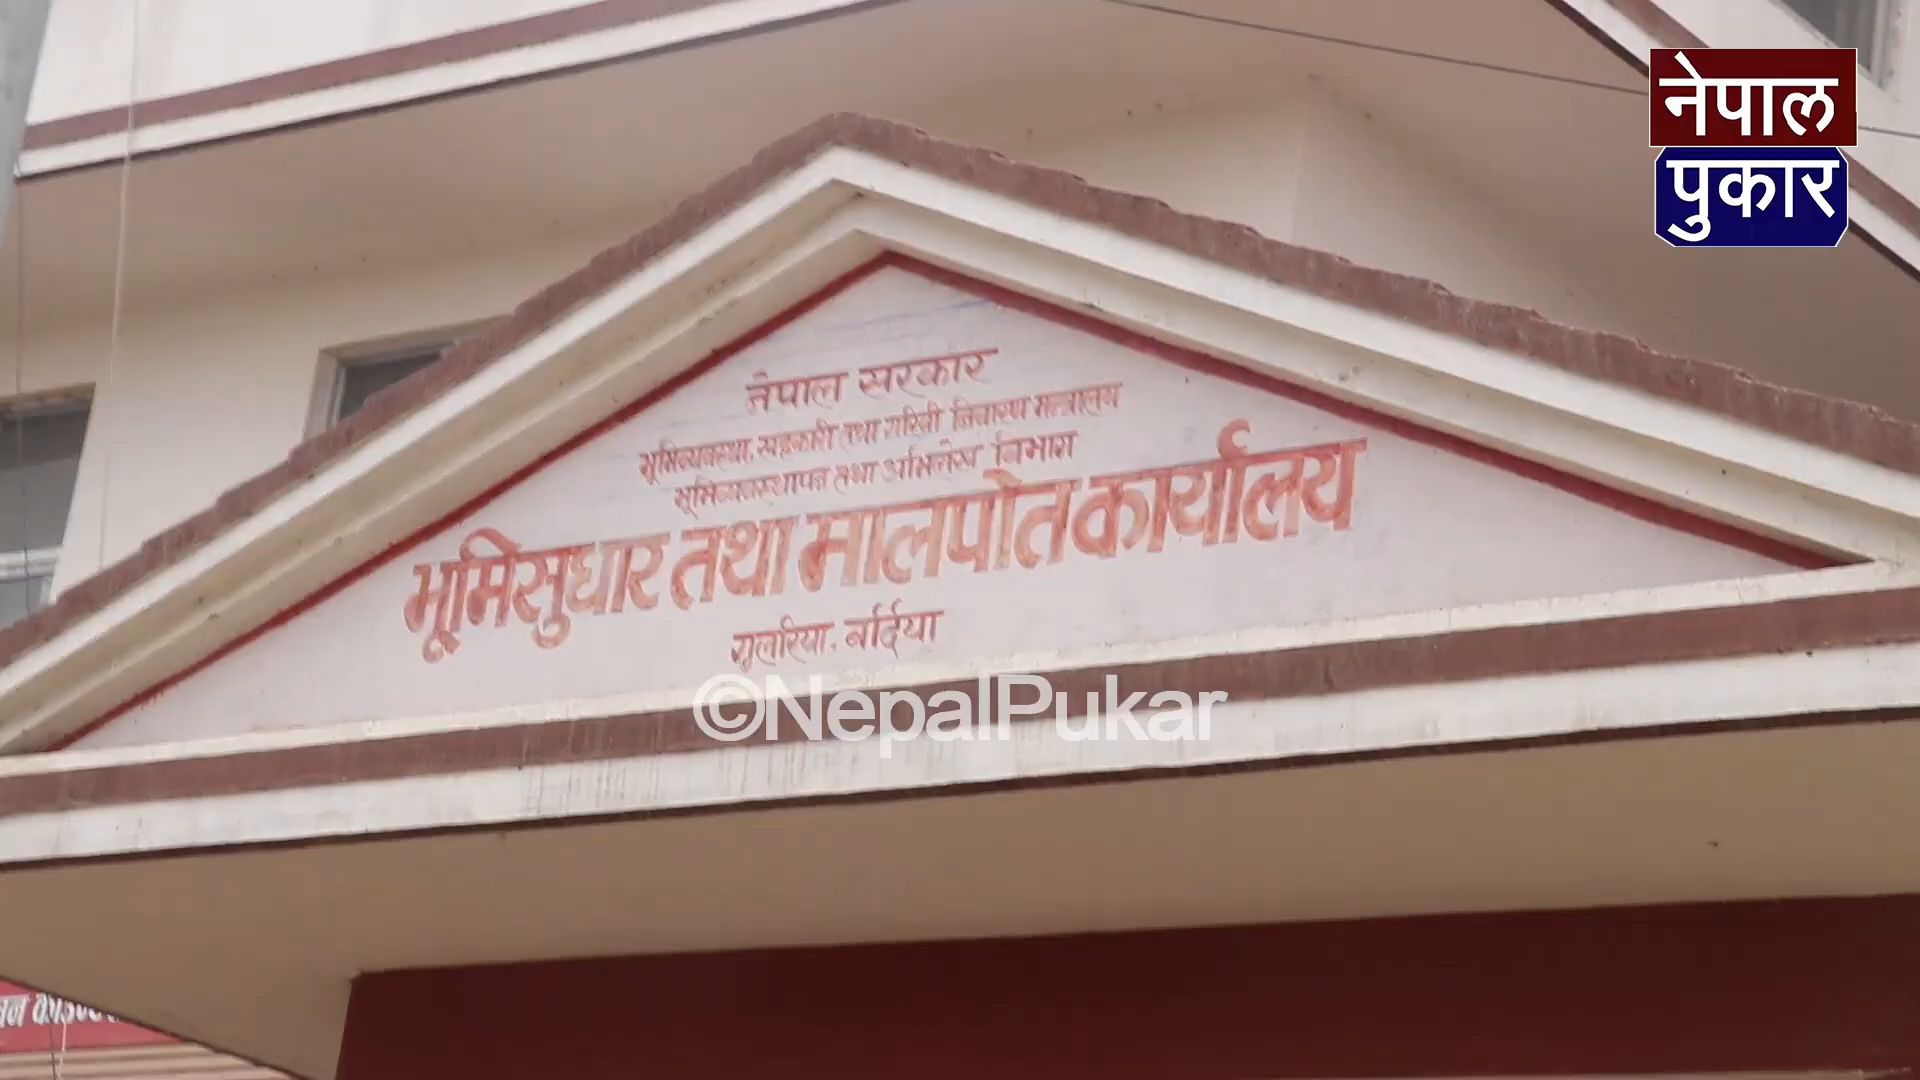 नेपाल
पुकार
नेपाल सरकार
भूमिव्यवस्था, सहकारी तथा गरिबी निवारण मन्त्रालय
भूमिव्यवस्थापन तथा अभिलेख विभाग
भूमिसुधार तथा मालपोत कार्यालय
गुलरिया, बर्दिया
©NepalPukar